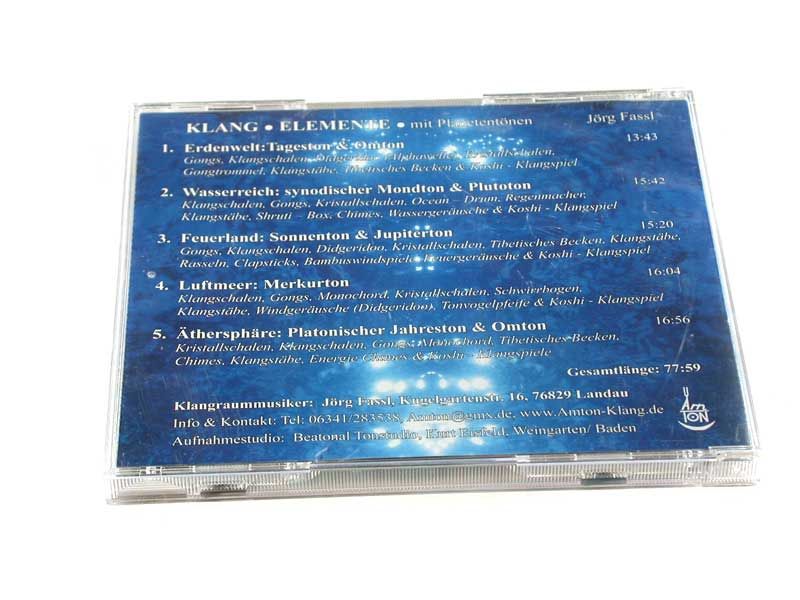 KLANG • ELEMENTE • mit Planetentönen Jörg Fassl
1. Erdenwelt:Tageston & Omton 13:43
Gongs, Klangschalen, Didgeridoo, Kristallschalen,
Gongtrommel, Klangstäbe, Tibetisches Becken & Koshi - Klangspiel
2. Wasserreich: synodischer Mondton & Plutoton 15:42
Klangschalen, Gongs, Kristallschalen, Ocean - Drum, Regenmacher,
Klangstäbe, Shruti - Box, Chimes, Wassergeräusche & Koshi - Klangspiel
3. Feuerland: Sonnenton & Jupiterton 15:20
Gongs, Klangschalen, Didgeridoo, Kristallschalen, Tibetisches Becken, Klangstäbe,
Rasseln, Clapsticks, Bambuswindspiele, Feuergeräusche & Koshi - Klangspiel
4. Luftmeer: Merkurton 16:04
Klangschalen, Gongs, Monochord, Kristallschalen, Schwirrbogen,
Klangstäbe, Windgeräusche (Didgeridoo), Tonvogelpfeife & Koshi - Klangspiel
5. Äthersphäre: Platonischer Jahreston & Omton 16:56
Kristallschalen, Klangschalen, Gongs, Monochord, Tibetisches Becken,
Chimes, Klangstäbe, Energie Chimes & Koshi - Klangspiele
Gesamtlänge: 77:59
Klangraummusiker: Jörg Fassl, Kugelgartenstr. 16, 76829 Landau
Info & Kontakt: Tel: 06341/283538, Amton@gmx.de, www.Amton-Klang.de
Aufnahmestudio: Beatonal Tonstudio, Kurt Eisfeld, Weingarten/ Baden
Am
TON